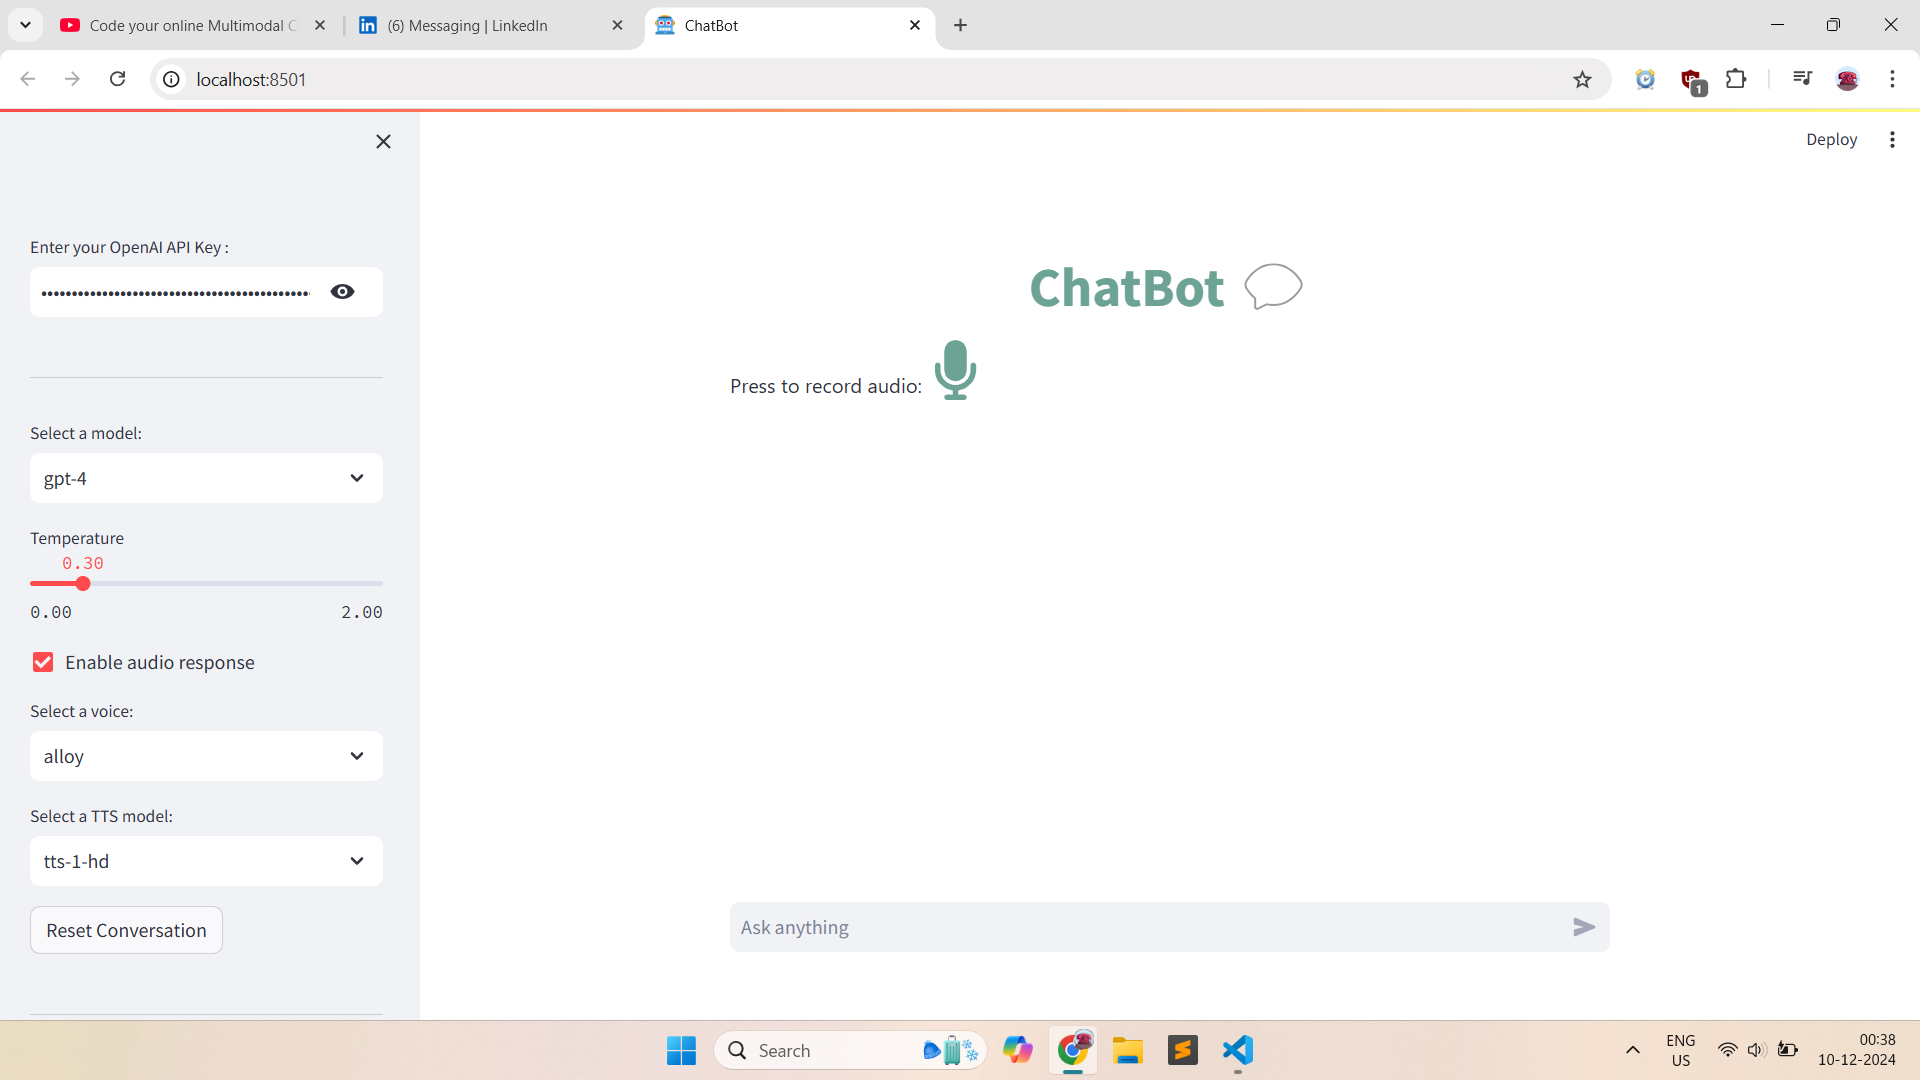 Code your online Multimodal C
(6) Messaging | LinkedIn
ChatBot
localhost:8501
1
Deploy
Enter your OpenAI API Key :
ChatBot
Press to record audio:
Select a model:
gpt-4
Temperature
0.30
0.00 2.00
Enable audio response
Select a voice:
alloy
Select a TTS model:
tts-1-hd
Reset Conversation
Ask anything
Search
ENG
US
00:38
10-12-2024